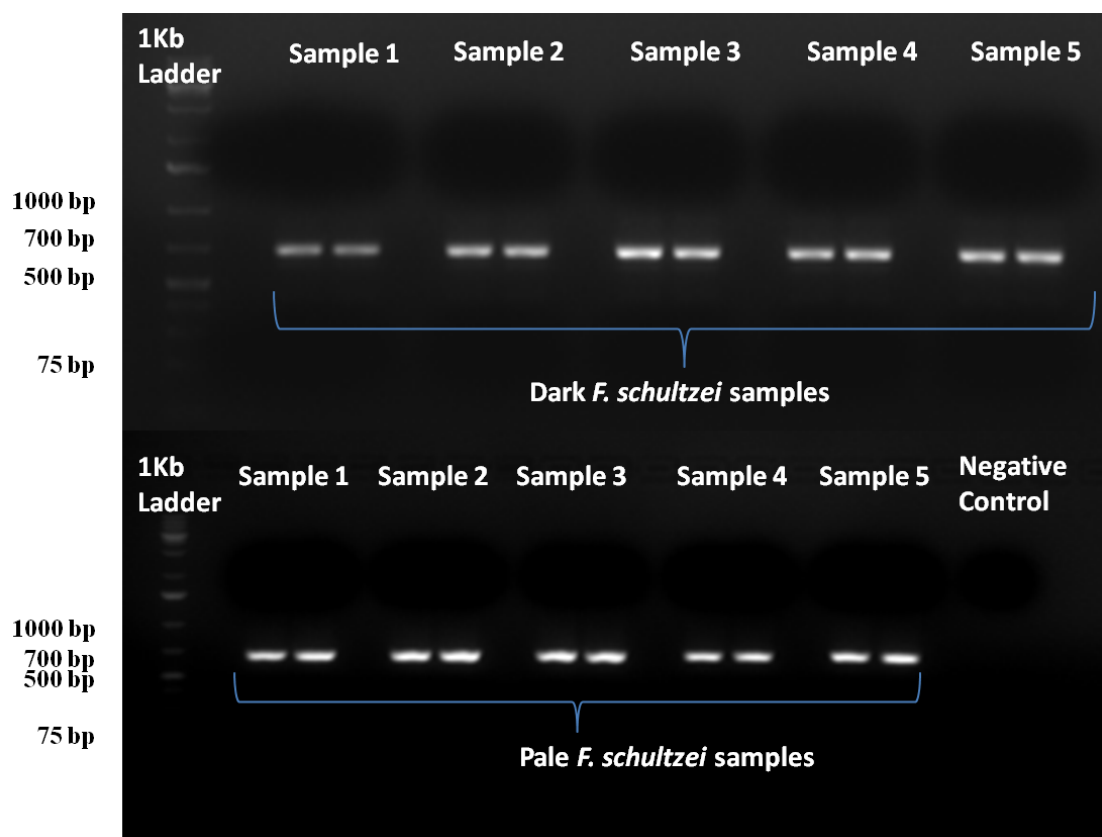 1Kb
Ladder
Sample 1
Sample 2
Sample 3
Sample 4
Sample 5
1000 bp
700 bp
500 bp
75 bp
Dark F. schultzei samples
1Kb
Ladder
Sample 1
Sample 2
Sample 3
Sample 4
Sample 5
Negative
Control
1000 bp
700 bp
500 bp
75 bp
Pale F. schultzei samples